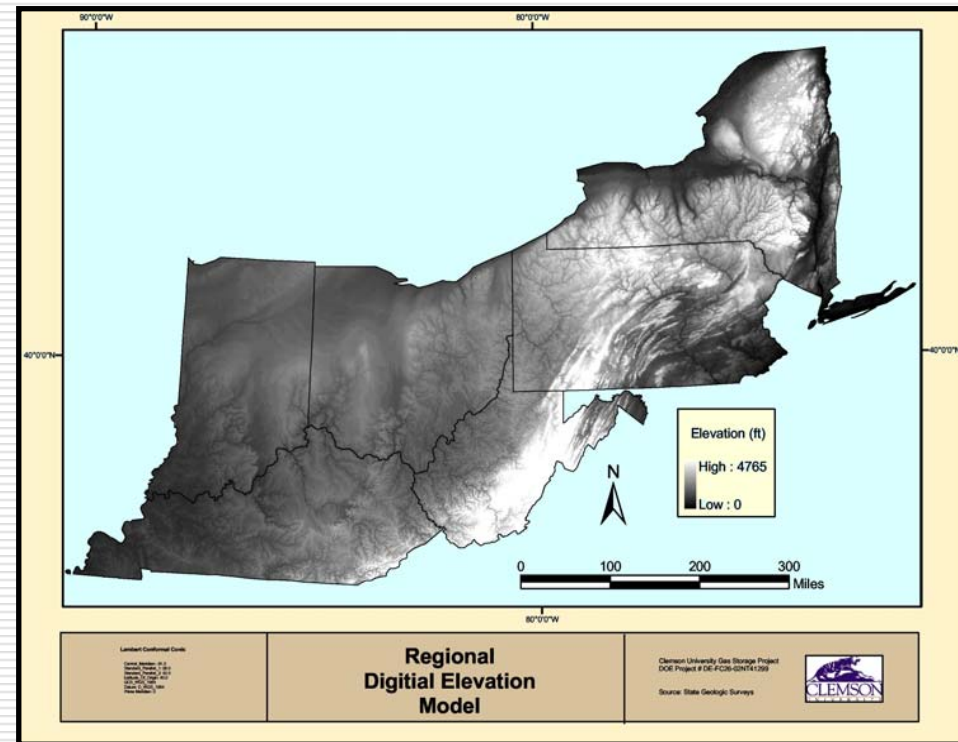 90°0'0"W
80°0'0"W
40°0'0"N
40°0'0"N
Elevation (ft)
High : 4765
Low : 0
N
0 100 200 300
Miles
80°0'0"W
Lambert Conformal Conic
Regional
Digitial Elevation
Model
Clemson University Gas Storage Project
DOE Project # DE-FC26-02NT41299
Source: State Geologic Surveys
CLEMSON